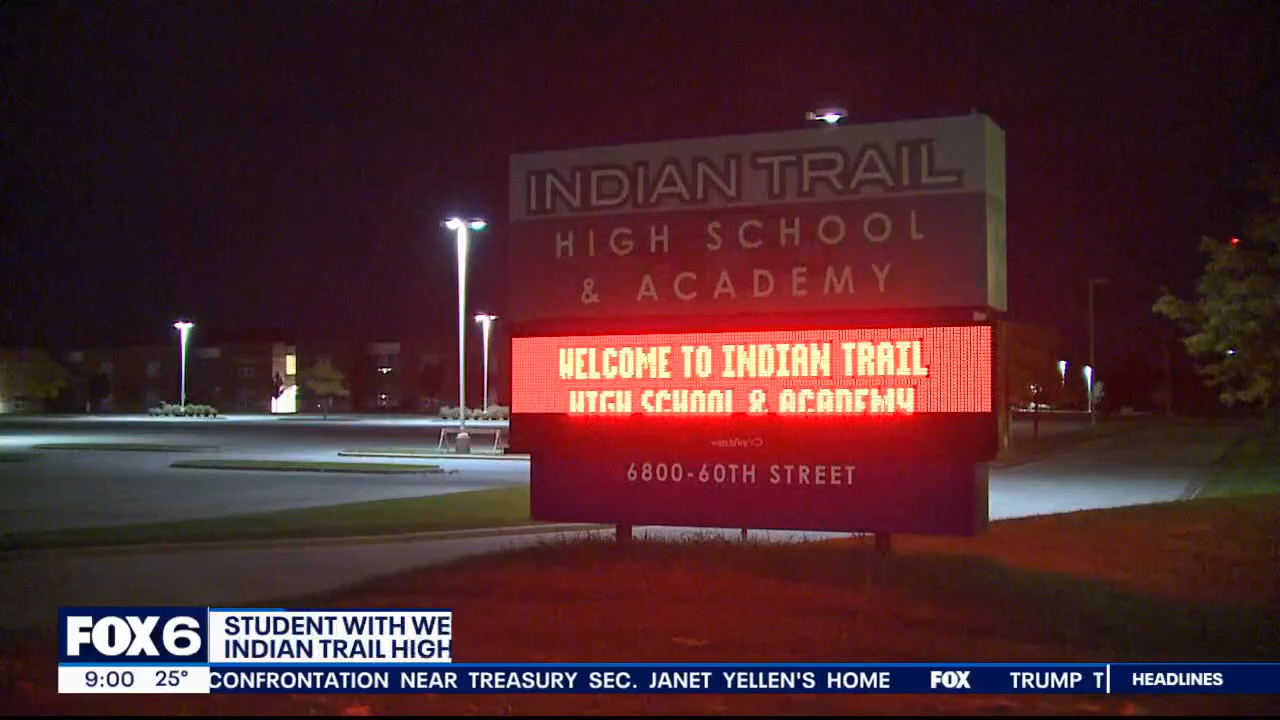 INDIAN TRAIL
HIGH SCHOOL
& ACADEMY
WELCOME TO INDIAN TRAIL
HIGH SCHOOL & ACADEMY
6800-60TH STREET
FOX6
STUDENT WITH WE
INDIAN TRAIL HIGH
9:00 25°
CONFRONTATION NEAR TREASURY SEC. JANET YELLEN'S HOME FOX TRUMP T
HEADLINES